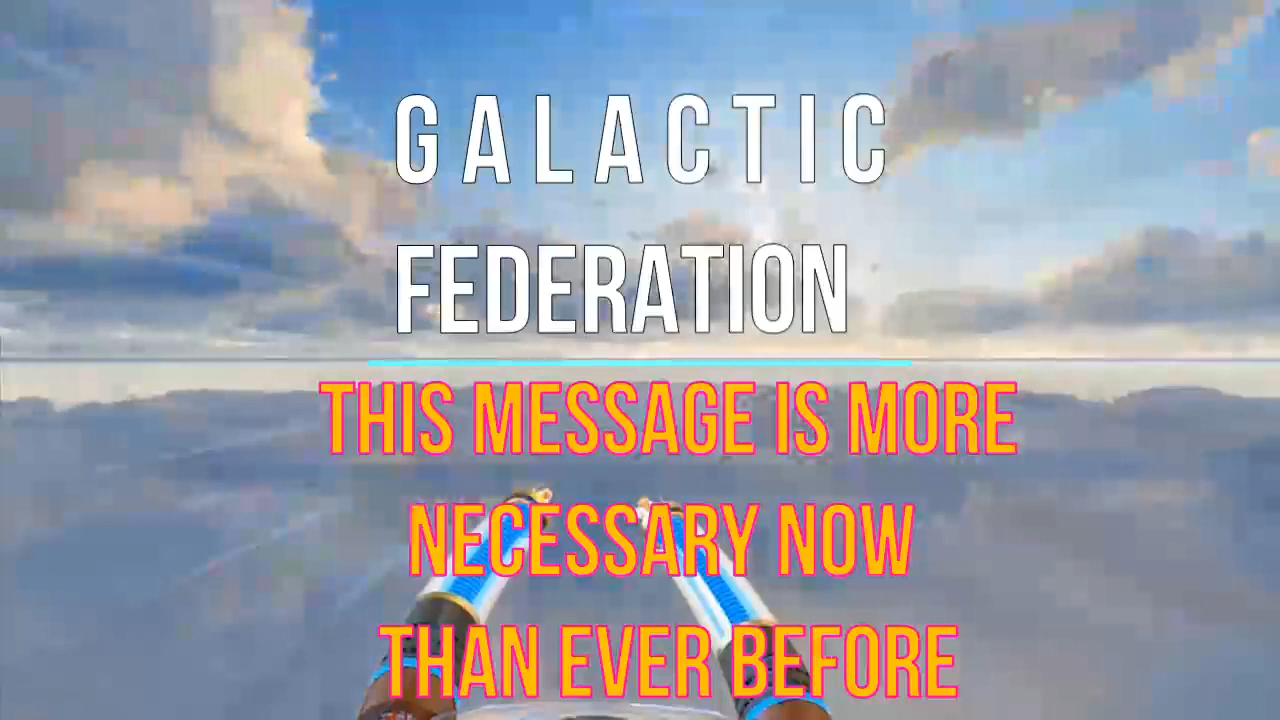 GALACTIC
FEDERATION
THIS MESSAGE IS MORE
NECESSARY NOW
THAN EVER BEFORE